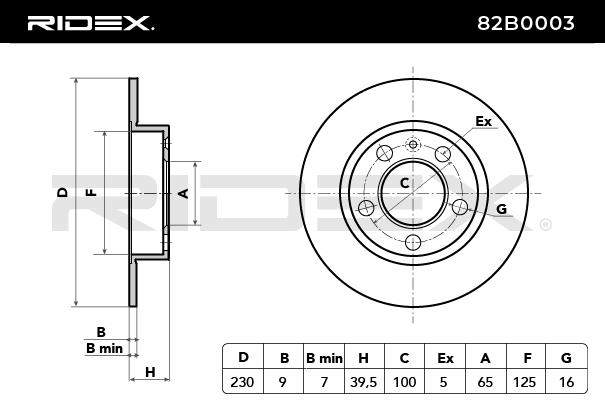 RIDEX. 82B0003
Ex
D
F
A
C
G
RIDEX®
B
B min
H
D B B min H C Ex A F G
230 9 7 39,5 100 5 65 125 16